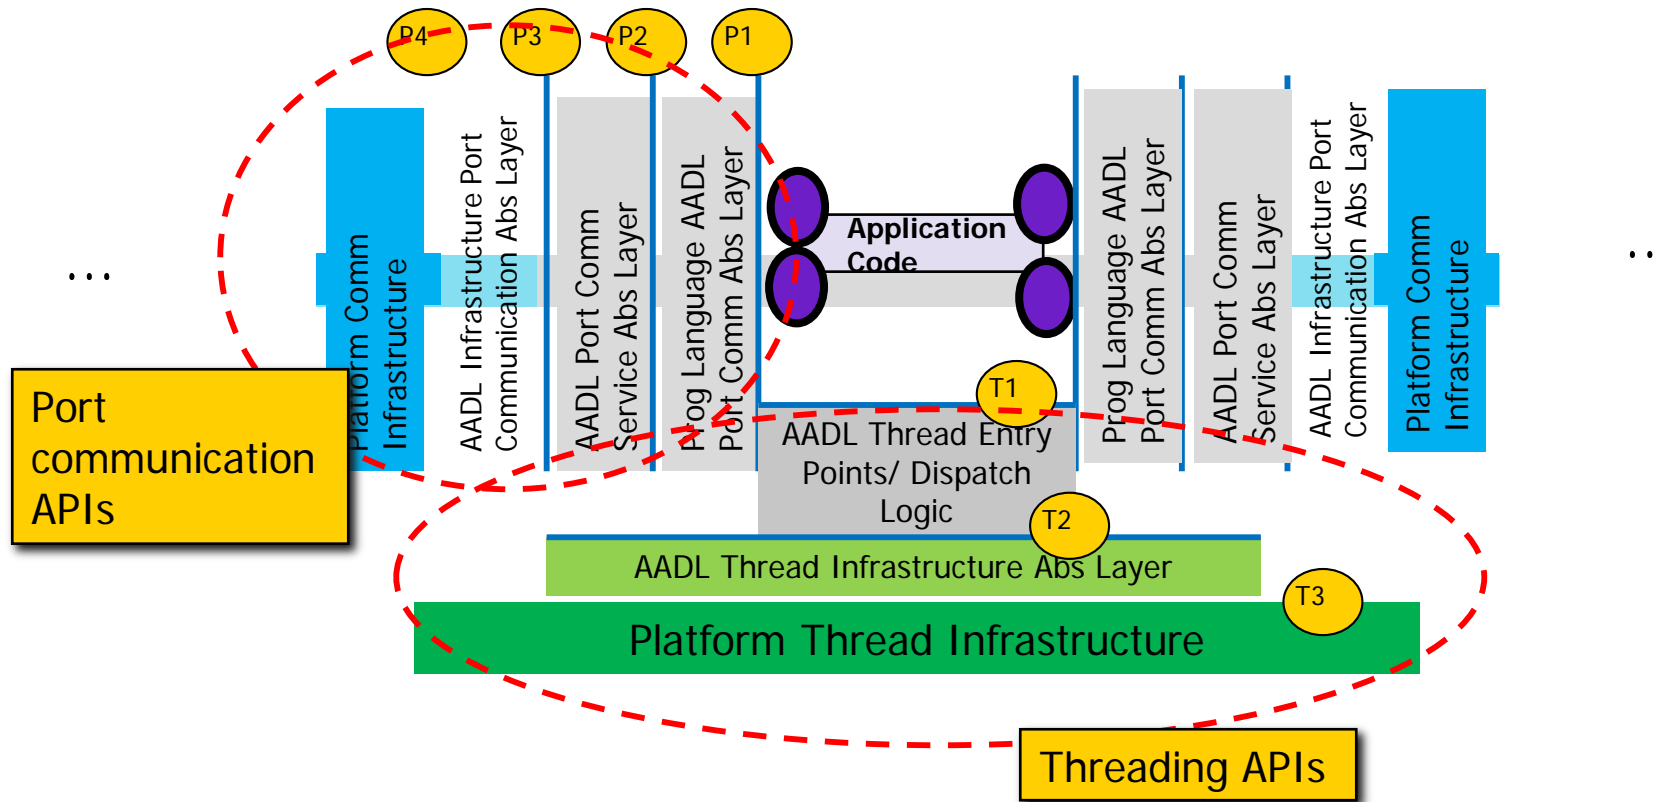 P4
P3
P2
P1
Platform Comm
Infrastructure
AADL Infrastructure Port
Communication Abs Layer
AADL Port Comm
Service Abs Layer
Prog Language AADL
Port Comm Abs Layer
Application
Code
Prog Language AADL
Port Comm Abs Layer
AADL Port Comm
Service Abs Layer
AADL Infrastructure Port
Communication Abs Layer
Platform Comm
Infrastructure
...
..
Port
communication
APIs
T1
AADL Thread Entry
Points/ Dispatch
Logic
T2
AADL Thread Infrastructure Abs Layer
T3
Platform Thread Infrastructure
Threading APIs